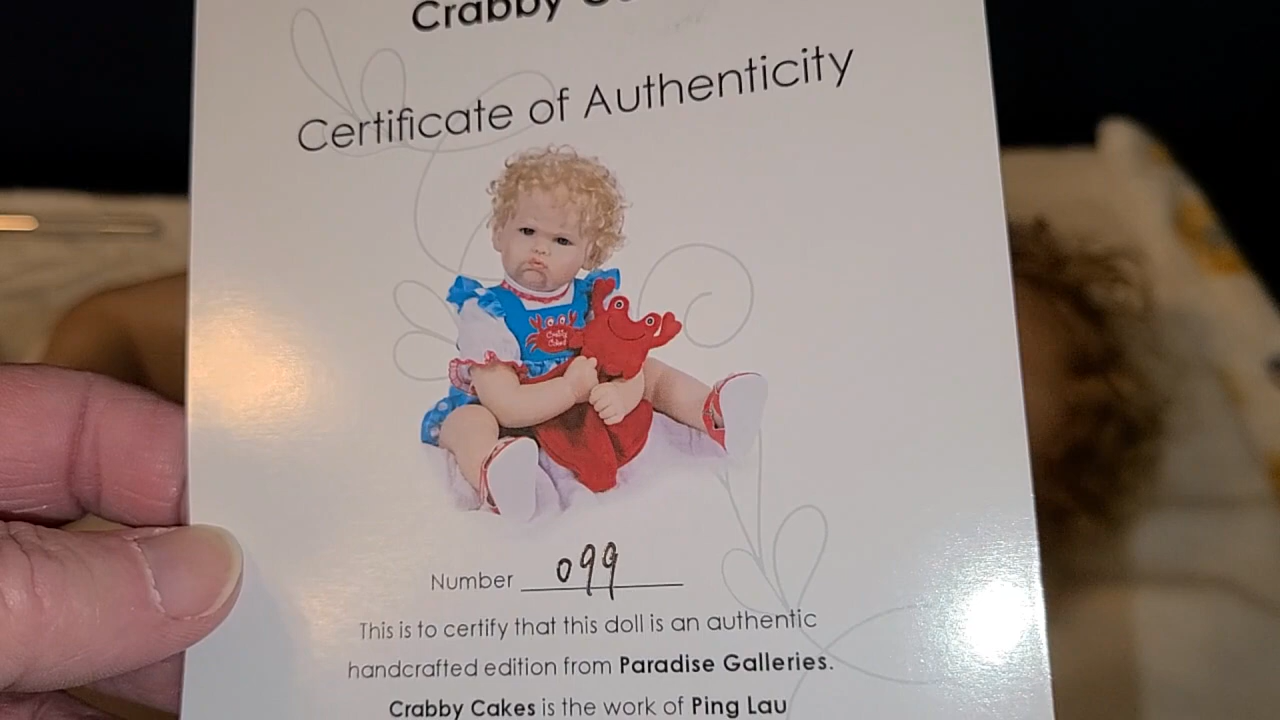 Crabby
Certificate of Authenticity
Crabby
Cakes
Number 099
This is to certify that this doll is an authentic
handcrafted edition from Paradise Galleries.
Crabby Cakes is the work of Ping Lau